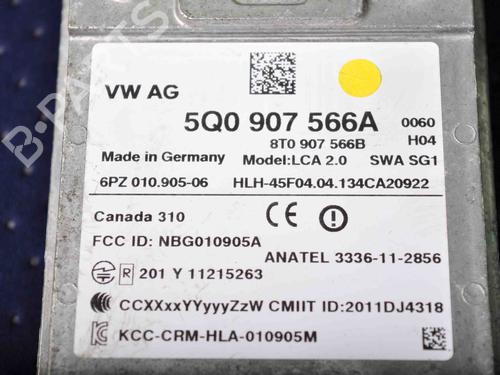 B-PARTS
VW AG
5Q0 907 566A 0060
8T0 907 566B H04
Made in Germany Model:LCA 2.0 SWA SG1
6PZ 010.905-06 HLH-45F04.04.134CA20922
Canada 310 CE
FCC ID: NBG010905A
ANATEL 3336-11-2856
R 201 Y 11215263
CCXXxxYYyyyZzW CMIIT ID:2011DJ4318
KCC-CRM-HLA-010905M